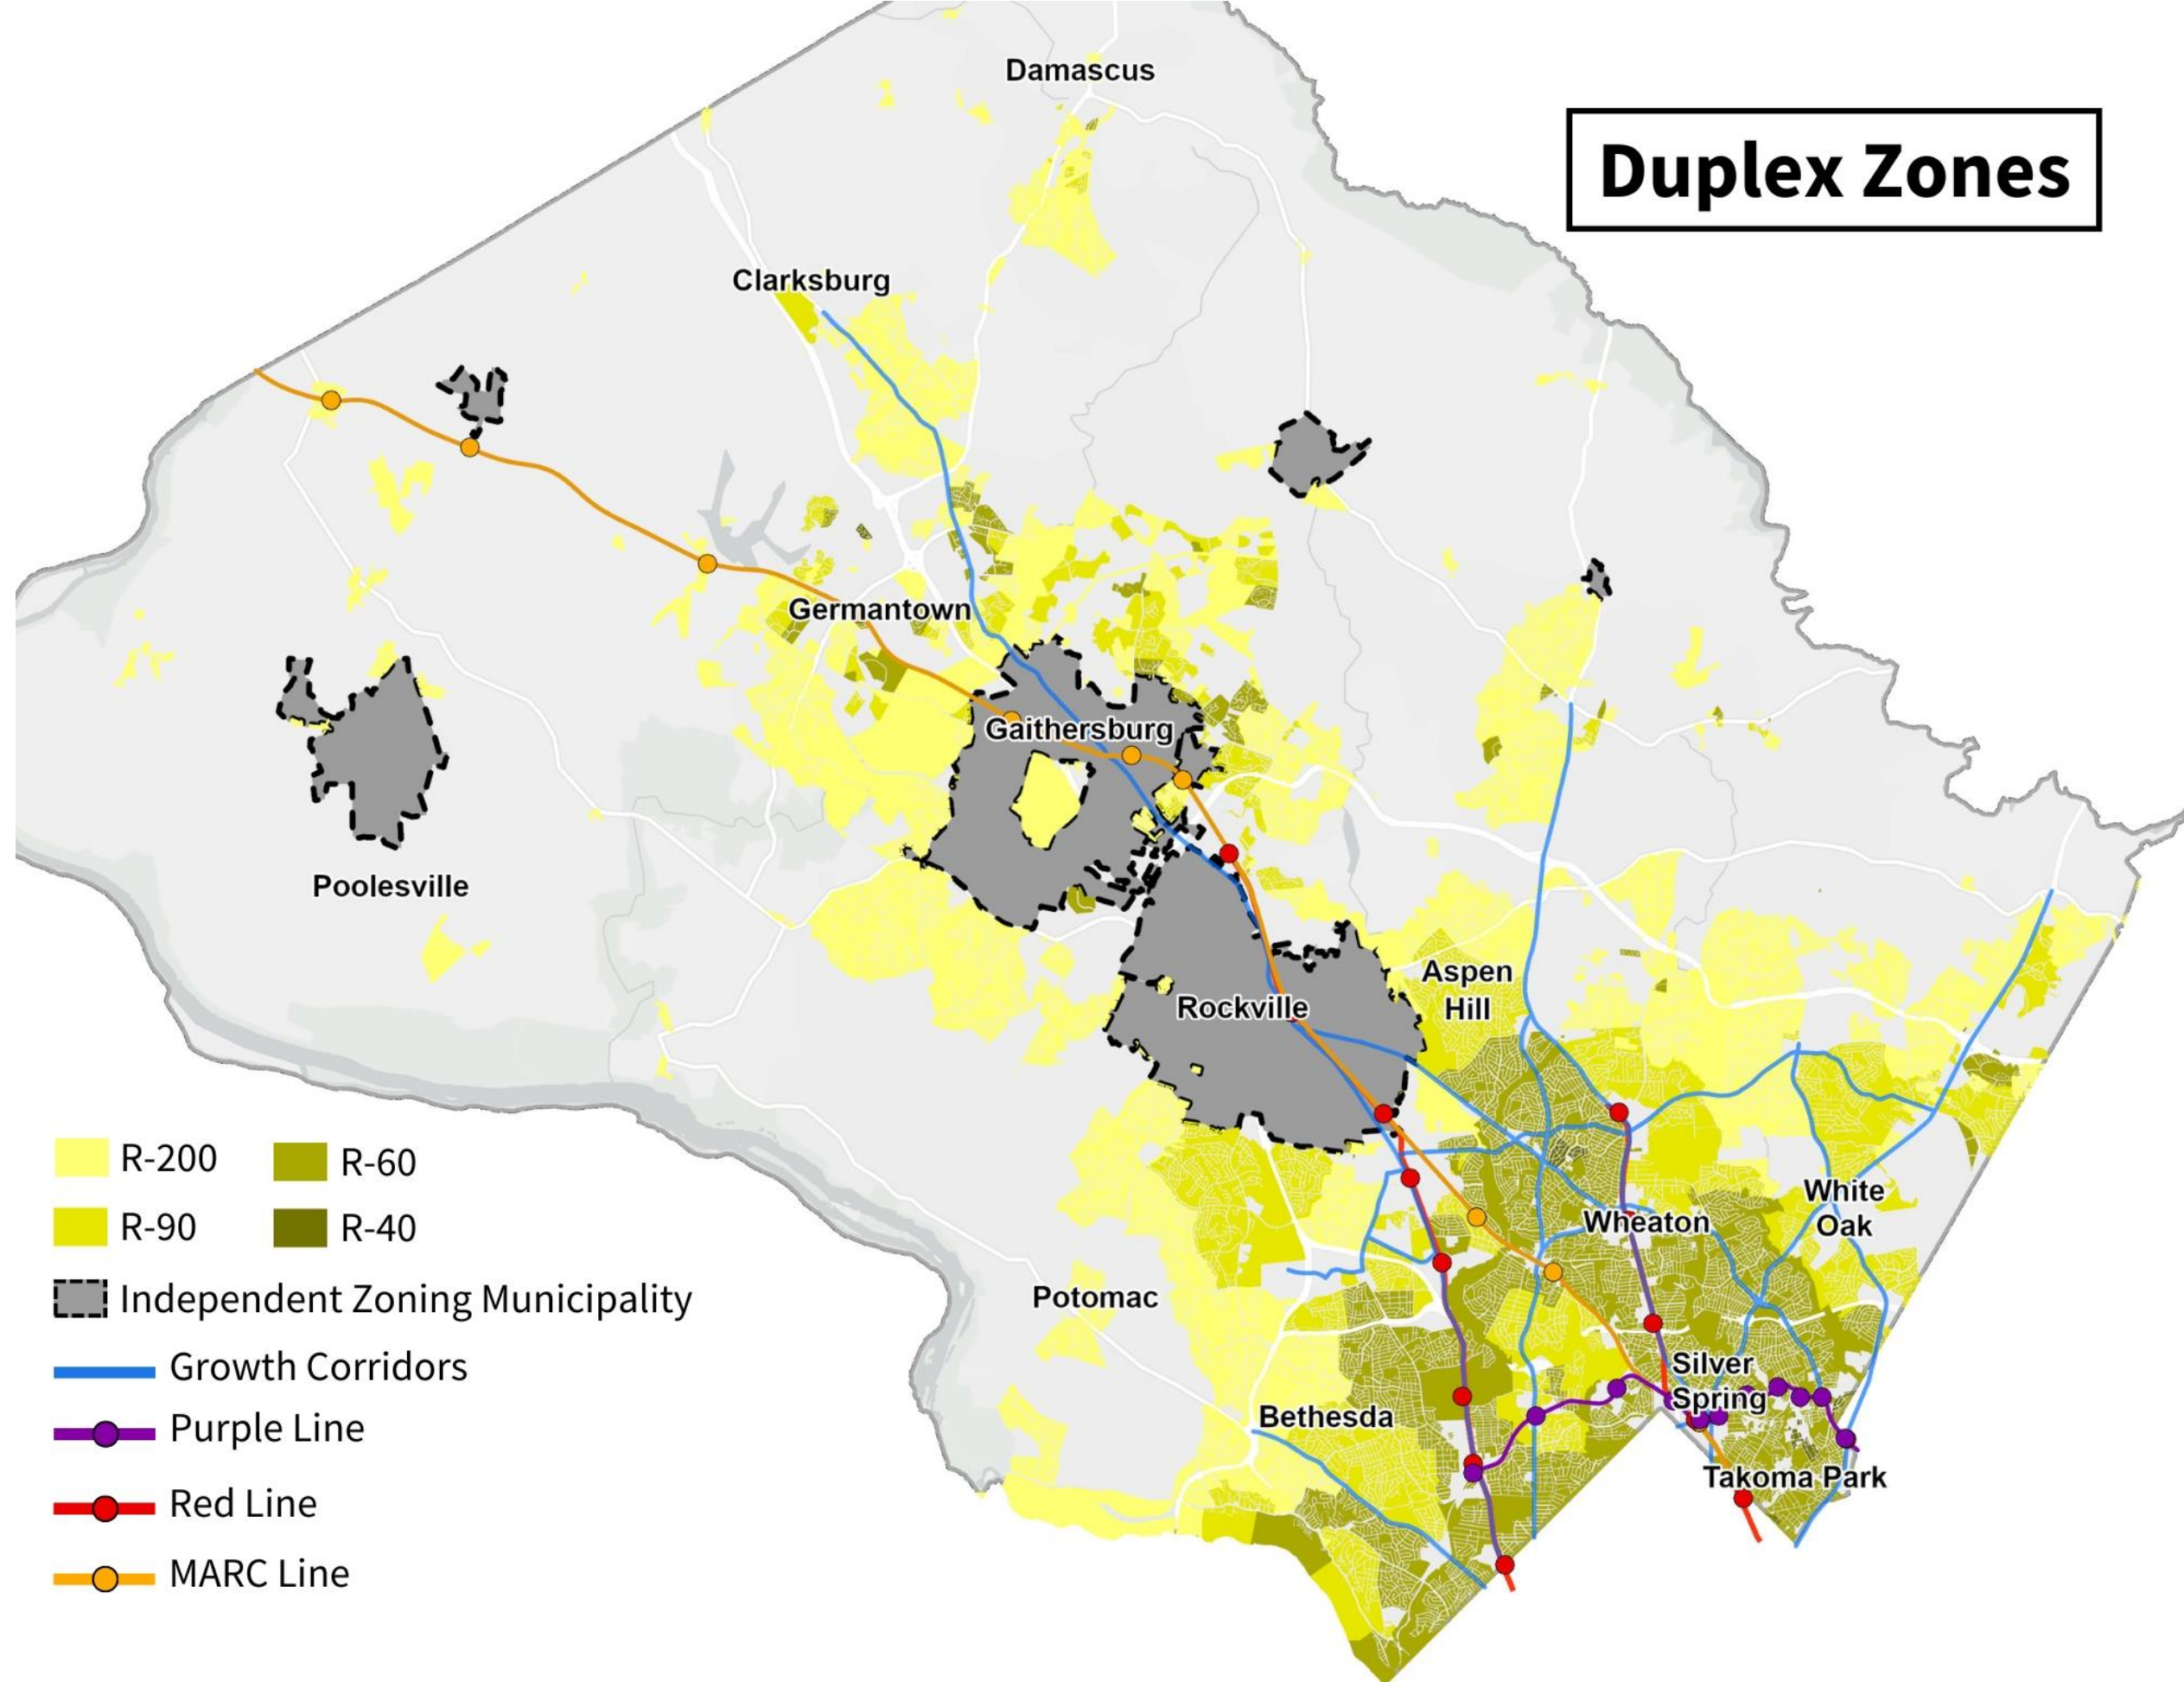 Damascus
Duplex Zones
Clarksburg
Germantown
Gaithersburg
Poolesville
Aspen
Hill
Rockville
R-200
R-60
R-90
R-40
White
Oak
Wheaton
Independent Zoning Municipality
Potomac
Growth Corridors
Silver
Spring
Bethesda
Purple Line
Takoma Park
Red Line
MARC Line